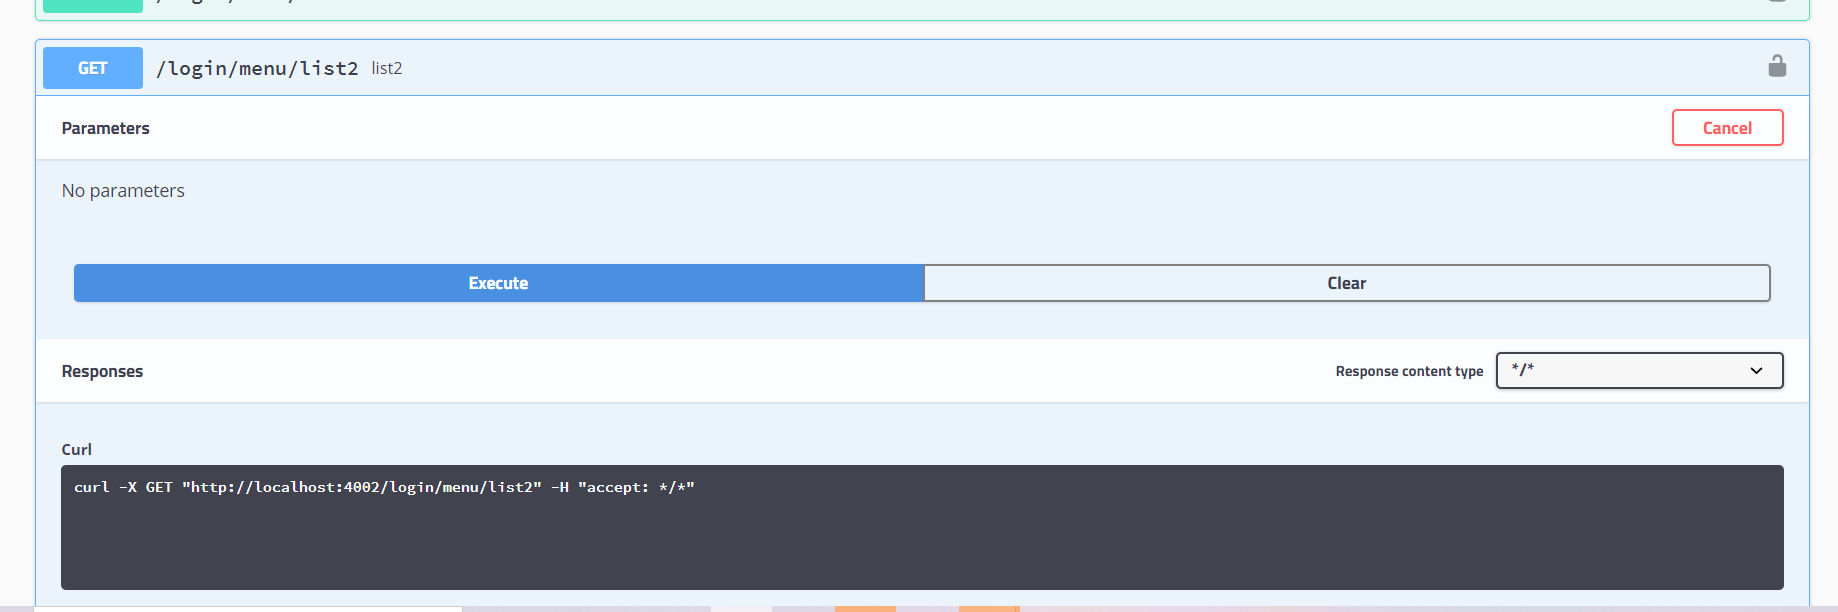 GET /login/menu/list2 list2
Parameters Cancel
No parameters
Execute Clear
Responses Response content type */*
Curl
curl -X GET "http://localhost:4002/login/menu/list2" -H "accept: */*"